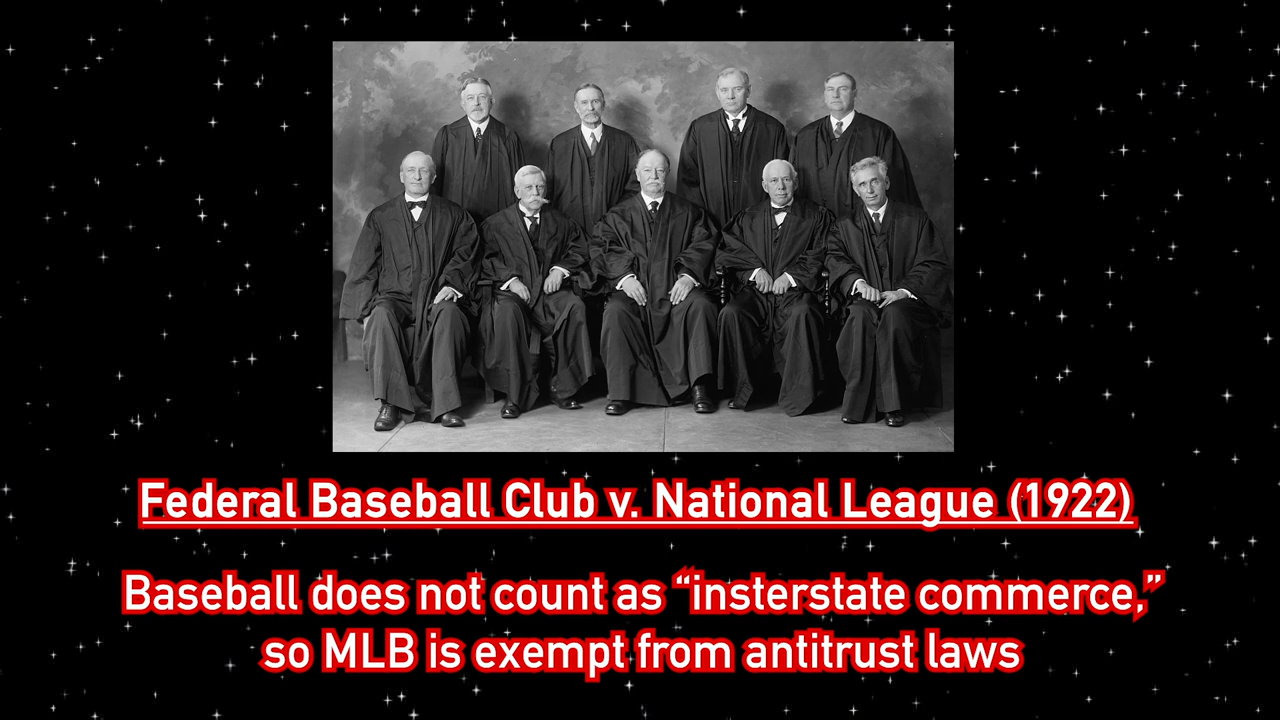 Federal Baseball Club v. National League (1922)
Baseball does not count as “insterstate commerce,”
so MLB is exempt from antitrust laws